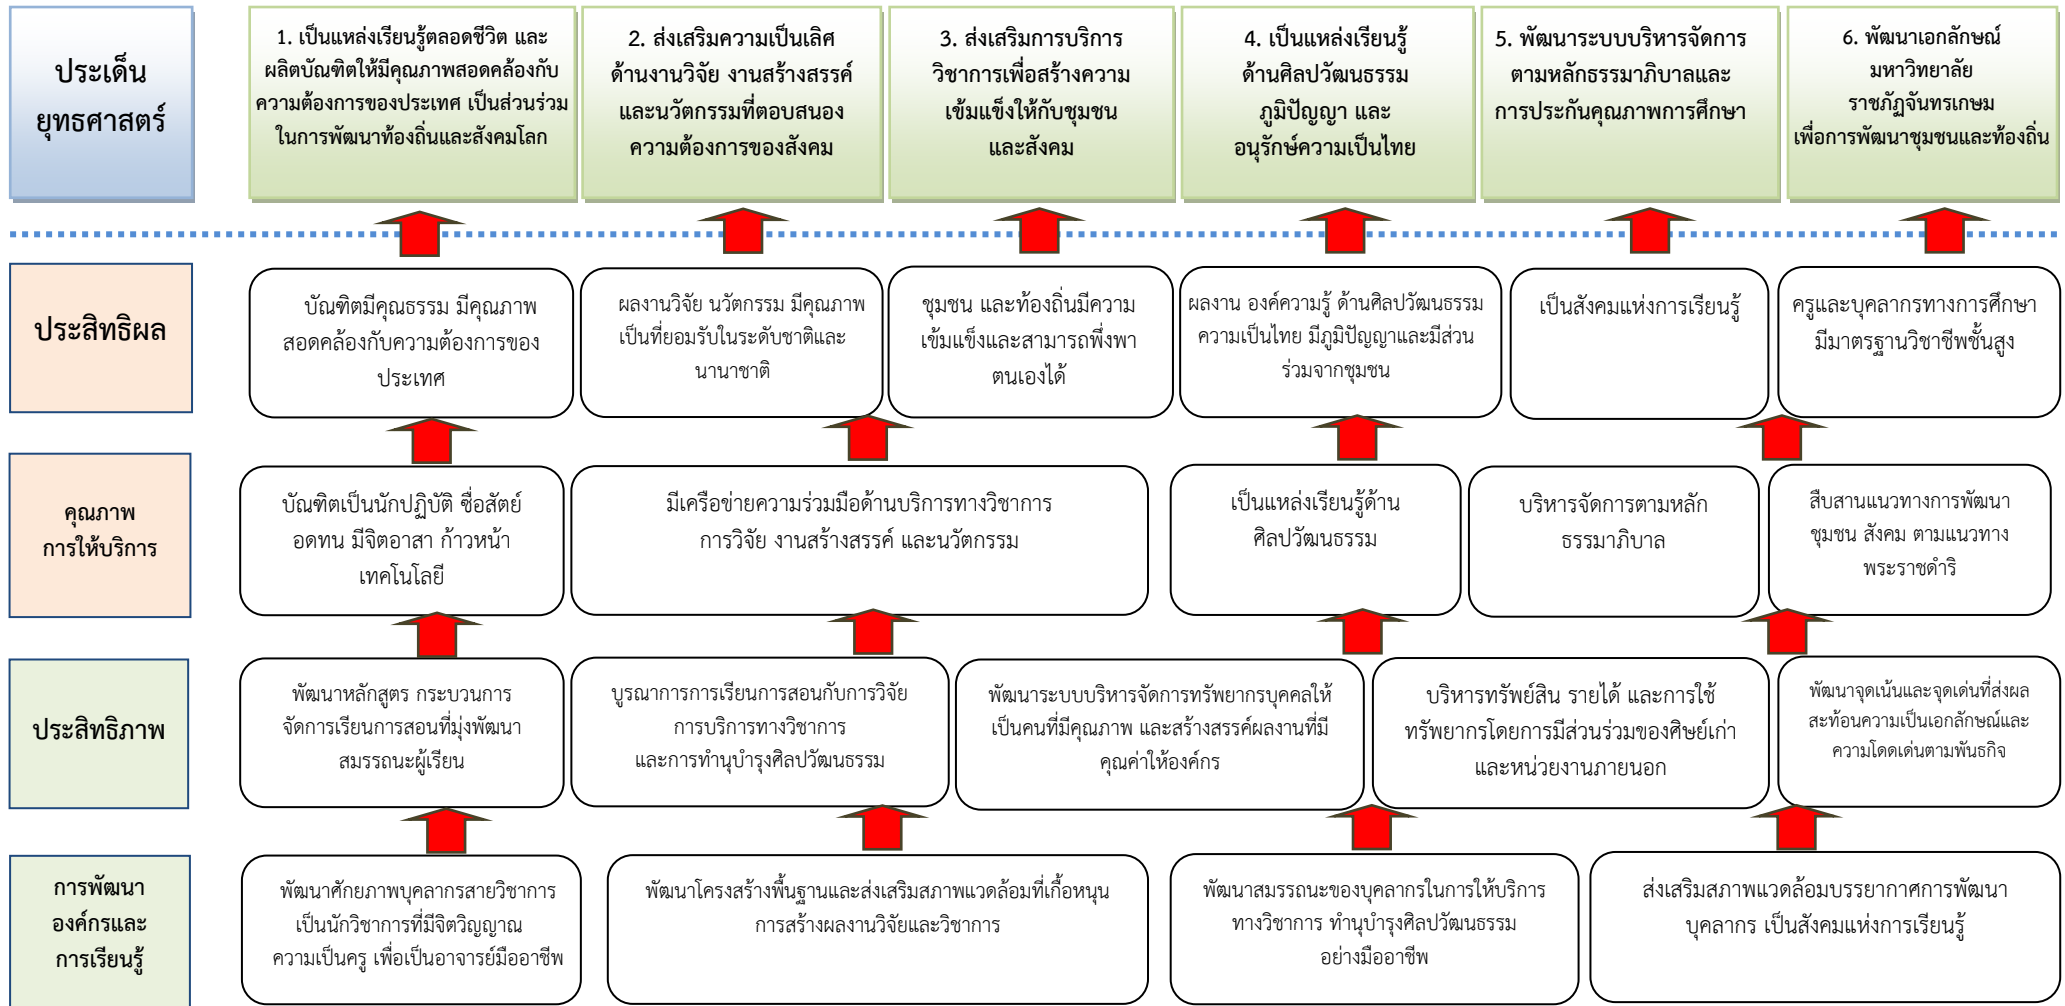 ประเด็น
ยุทธศาสตร์
1. เป็นแหล่งเรียนรู้ตลอดชีวิต และ
ผลิตบัณฑิตให้มีคุณภาพสอดคล้องกับ
ความต้องการของประเทศ เป็นส่วนร่วม
ในการพัฒนาท้องถิ่นและสังคมโลก
2. ส่งเสริมความเป็นเลิศ
ด้านงานวิจัย งานสร้างสรรค์
และนวัตกรรมที่ตอบสนอง
ความต้องการของสังคม
3. ส่งเสริมการบริการ
วิชาการเพื่อสร้างความ
เข้มแข็งให้กับชุมชน
และสังคม
4. เป็นแหล่งเรียนรู้
ด้านศิลปวัฒนธรรม
ภูมิปัญญา และ
อนุรักษ์ความเป็นไทย
5. พัฒนาระบบบริหารจัดการ
ตามหลักธรรมาภิบาลและ
การประกันคุณภาพการศึกษา
6. พัฒนาเอกลักษณ์
มหาวิทยาลัย
ราชภัฏจันทรเกษม
เพื่อการพัฒนาชุมชนและท้องถิ่น
ประสิทธิผล
บัณฑิตมีคุณธรรม มีคุณภาพ
สอดคล้องกับความต้องการของ
ประเทศ
ผลงานวิจัย นวัตกรรม มีคุณภาพ
เป็นที่ยอมรับในระดับชาติและ
นานาชาติ
ชุมชน และท้องถิ่นมีความ
เข้มแข็งและสามารถพึ่งพา
ตนเองได้
ผลงาน องค์ความรู้ ด้านศิลปวัฒนธรรม
ความเป็นไทย มีภูมิปัญญาและมีส่วน
ร่วมจากชุมชน
เป็นสังคมแห่งการเรียนรู้
ครูและบุคลากรทางการศึกษา
มีมาตรฐานวิชาชีพชั้นสูง
คุณภาพ
การให้บริการ
บัณฑิตเป็นนักปฏิบัติ ซื่อสัตย์
อดทน มีจิตอาสา ก้าวหน้า
เทคโนโลยี
มีเครือข่ายความร่วมมือด้านบริการทางวิชาการ
การวิจัย งานสร้างสรรค์ และนวัตกรรม
เป็นแหล่งเรียนรู้ด้าน
ศิลปวัฒนธรรม
บริหารจัดการตามหลัก
ธรรมาภิบาล
สืบสานแนวทางการพัฒนา
ชุมชน สังคม ตามแนวทาง
พระราชดำริ
ประสิทธิภาพ
พัฒนาหลักสูตร กระบวนการ
จัดการเรียนการสอนที่มุ่งพัฒนา
สมรรถนะผู้เรียน
บูรณาการการเรียนการสอนกับการวิจัย
การบริการทางวิชาการ
และการทำนุบำรุงศิลปวัฒนธรรม
พัฒนาระบบบริหารจัดการทรัพยากรบุคคลให้
เป็นคนที่มีคุณภาพ และสร้างสรรค์ผลงานที่มี
คุณค่าให้องค์กร
บริหารทรัพย์สิน รายได้ และการใช้
ทรัพยากรโดยการมีส่วนร่วมของศิษย์เก่า
และหน่วยงานภายนอก
พัฒนาจุดเน้นและจุดเด่นที่ส่งผล
สะท้อนความเป็นเอกลักษณ์และ
ความโดดเด่นตามพันธกิจ
การพัฒนา
องค์กรและ
การเรียนรู้
พัฒนาศักยภาพบุคลากรสายวิชาการ
เป็นนักวิชาการที่มีจิตวิญญาณ
ความเป็นครู เพื่อเป็นอาจารย์มืออาชีพ
พัฒนาโครงสร้างพื้นฐานและส่งเสริมสภาพแวดล้อมที่เกื้อหนุน
การสร้างผลงานวิจัยและวิชาการ
พัฒนาสมรรถนะของบุคลากรในการให้บริการ
ทางวิชาการ ทำนุบำรุงศิลปวัฒนธรรม
อย่างมืออาชีพ
ส่งเสริมสภาพแวดล้อมบรรยากาศการพัฒนา
บุคลากร เป็นสังคมแห่งการเรียนรู้